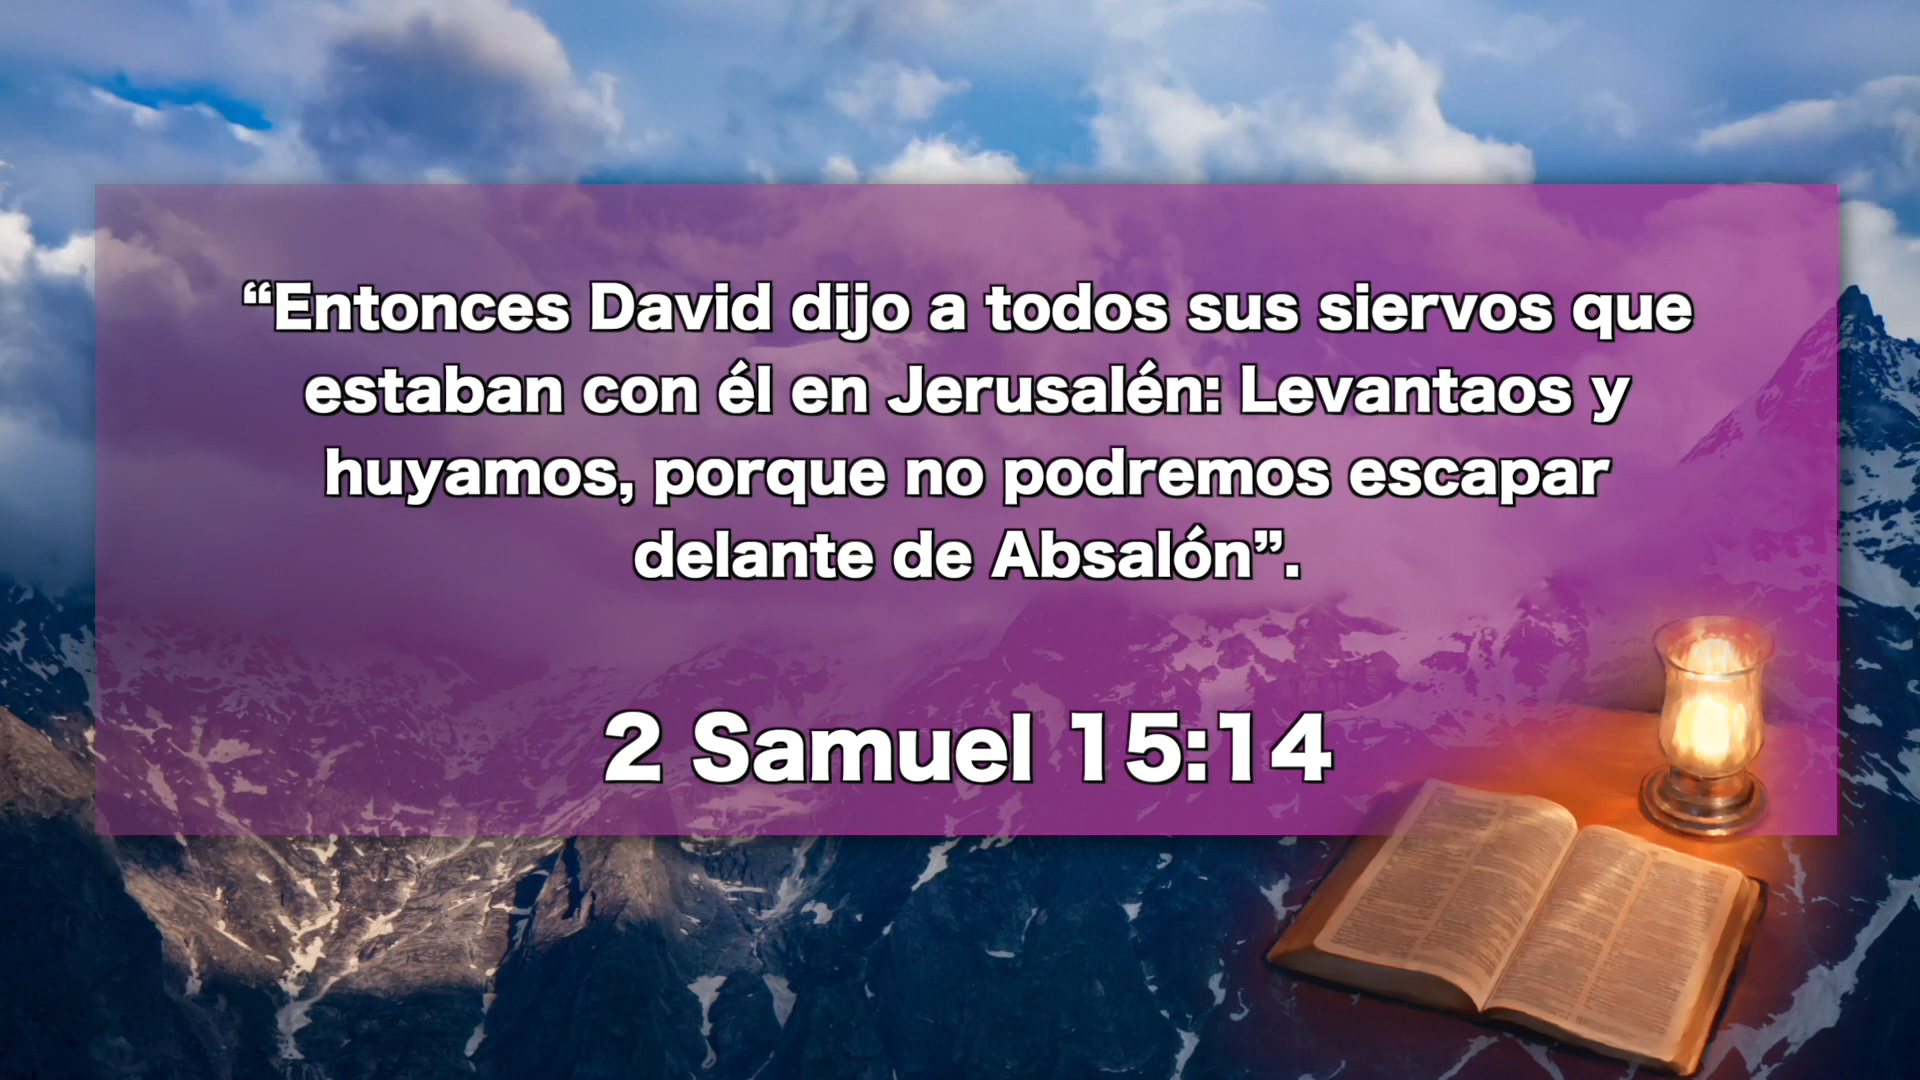 “Entonces David dijo a todos sus siervos que
estaban con él en Jerusalén: Levantaos y
huyamos, porque no podremos escapar
delante de Absalón”.
2 Samuel 15:14